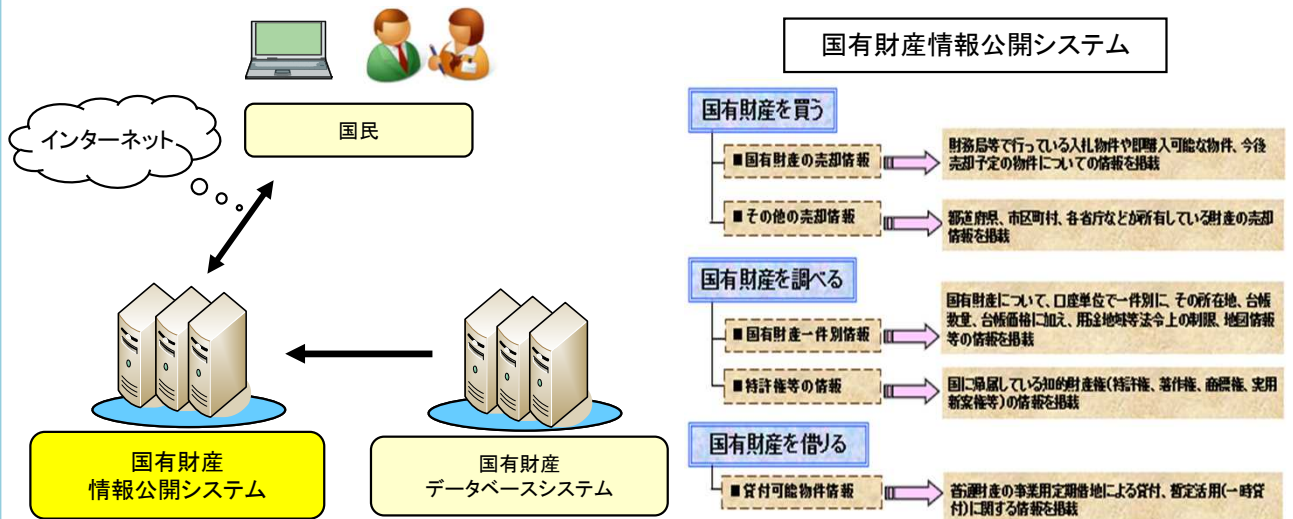 国民
インターネット
国有財産
情報公開システム
国有財産
データベースシステム
国有財産情報公開システム
国有財産を買う
■国有財産の売却情報
財務局等で行っている入札物件や即購入可能な物件、今後
売却予定の物件についての情報を掲載
■その他の売却情報
都道府県、市区町村、各省庁などが所有している財産の売却
情報を掲載
国有財産を調べる
■国有財産一件別情報
国有財産について、口座単位で一件別に、その所在地、台帳
数量、台帳価格に加え、用途地域等法令上の制限、地図情報
等の情報を掲載
■特許権等の情報
国に帰属している知的財産権(特許権、著作権、商標権、実用
新案権等)の情報を掲載
国有財産を借りる
■貸付可能物件情報
普通財産の事業用定期借地による貸付、暫定活用(一時貸
付)に関する情報を掲載